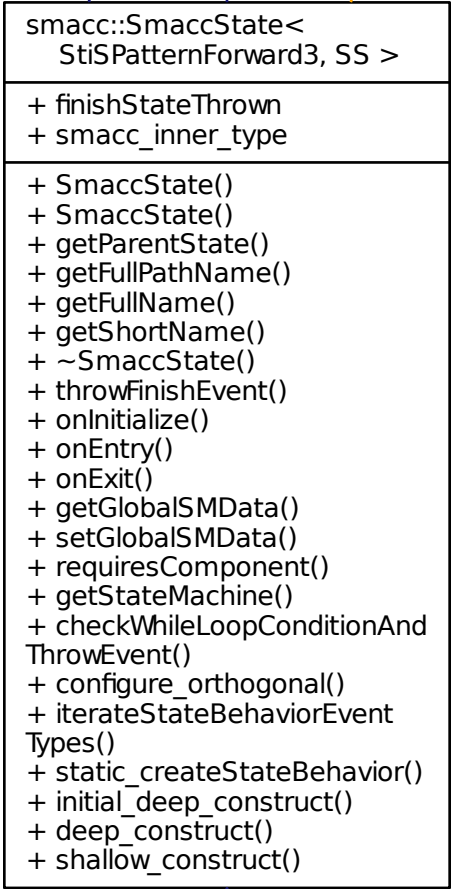 smacc::SmaccState<
StiSPatternForward3, SS >
+ finishStateThrown
+ smacc_inner_type
+ SmaccState()
+ SmaccState()
+ getParentState()
+ getFullPathName()
+ getFullName()
+ getShortName()
+ ~SmaccState()
+ throwFinishEvent()
+ onInitialize()
+ onEntry()
+ onExit()
+ getGlobalSMData()
+ setGlobalSMData()
+ requiresComponent()
+ getStateMachine()
+ checkWhileLoopConditionAnd
ThrowEvent()
+ configure_orthogonal()
+ iterateStateBehaviorEvent
Types()
+ static_createStateBehavior()
+ initial_deep_construct()
+ deep_construct()
+ shallow_construct()